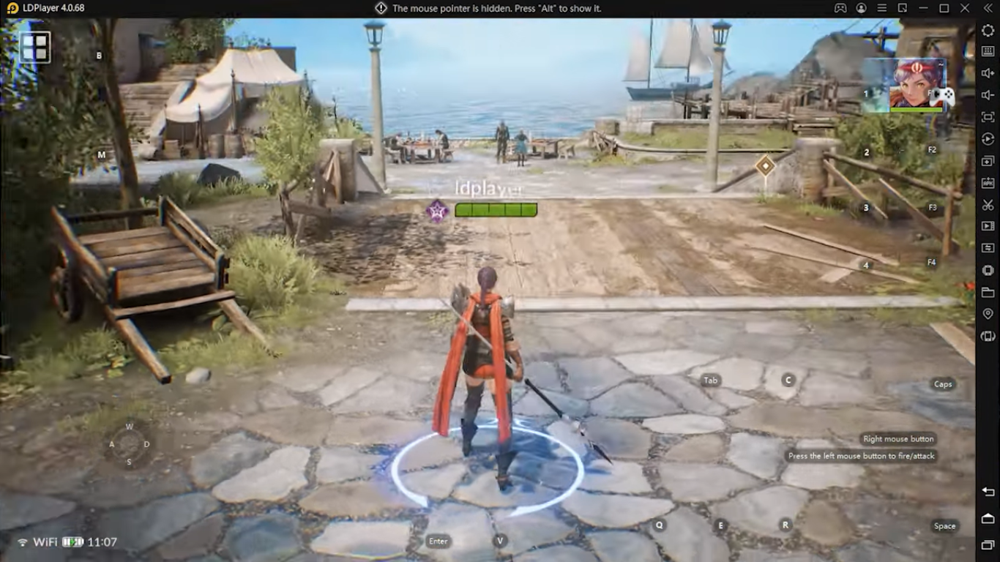 LDPlayer 4.0.68
The mouse pointer is hidden. Press "Alt" to show it.
B
1
M
2
F2
ldplayer
3
F3
4
F4
Tab
C
Caps
W
A
D
S
Right mouse button
Press the left mouse button to fire/attack
Q
E
R
Space
Enter
V
WiFi
11:07